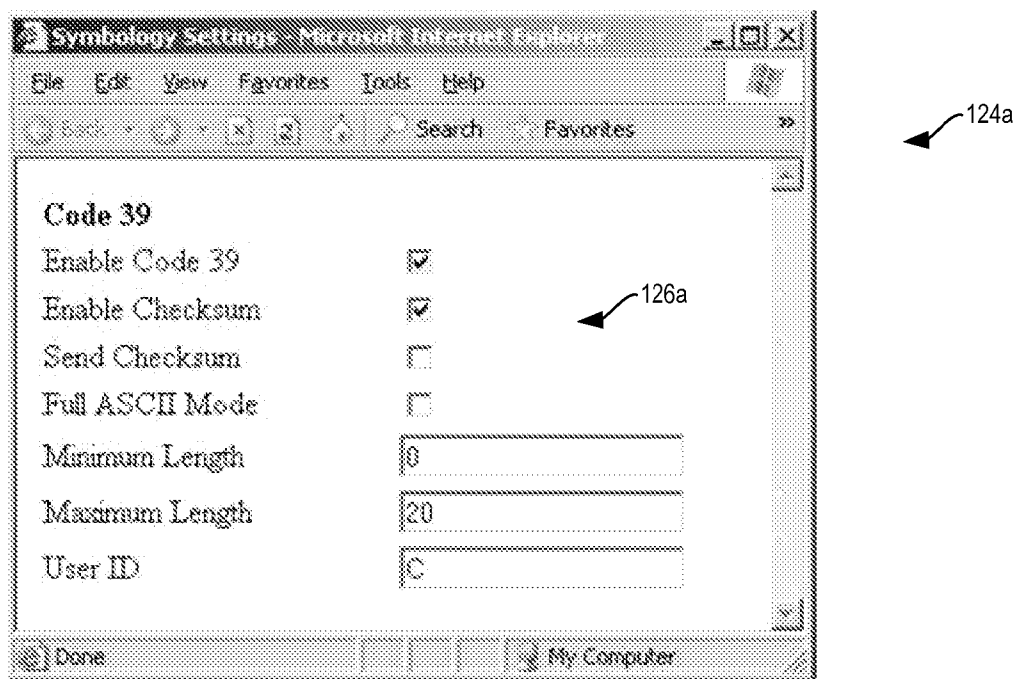 Symbology Settings - Microsoft Internet Explorer
File Edit View Favorites Tools Help
Back Search Favorites »
124a
Code 39
Enable Code 39
Enable Checksum
126a
Send Checksum
Full ASCII Mode
Minimum Length 0
Maximum Length 20
User ID C
Done My Computer